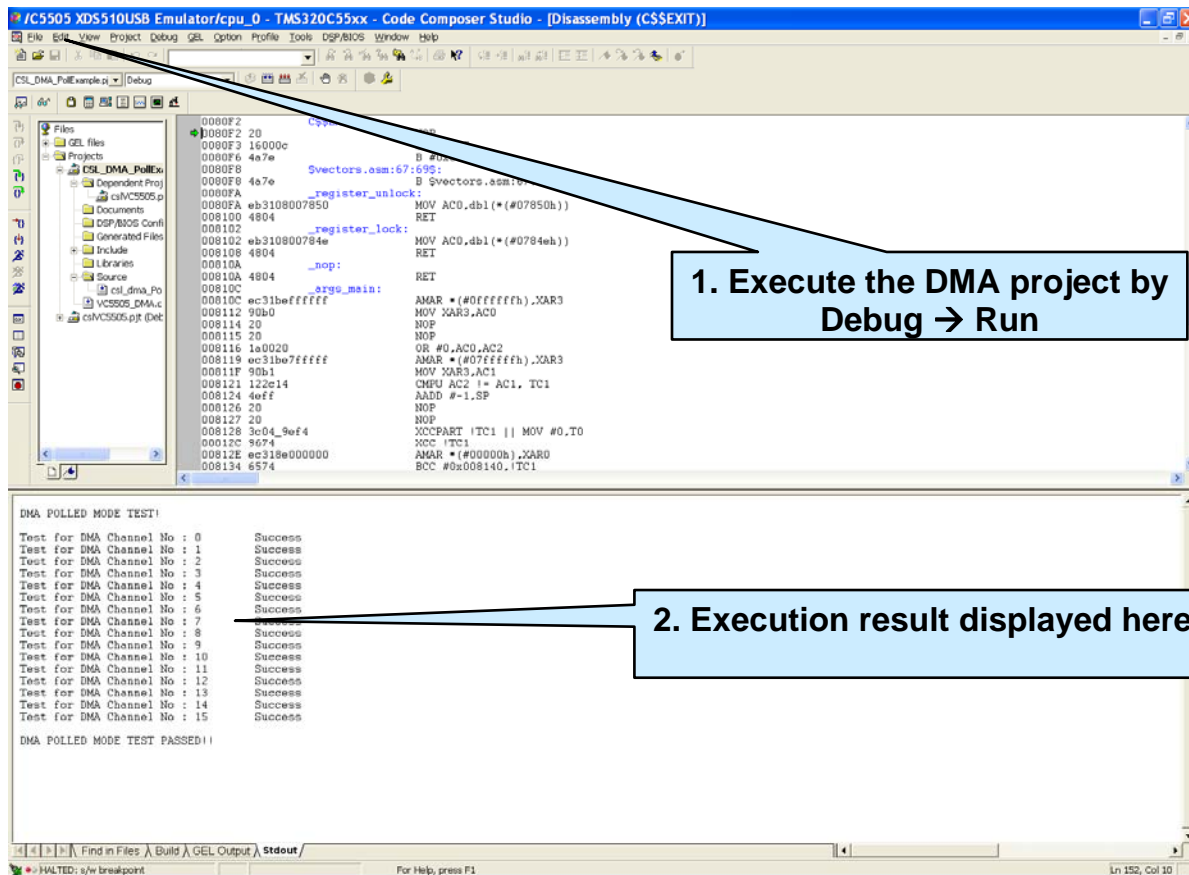 /C5505 XDS510USB Emulator/cpu_0 - TMS320C55xx - Code Composer Studio - [Disassembly (C$$EXIT)]
File Edit View Project Debug GEL Option Profile Tools DSP/BIOS Window Help
CSL_DMA_PollExample.pj Debug
Files
GEL files
Projects
CSL_DMA_PollEx
Dependent Proj
cslVC5505.p
Documents
DSP/BIOS Confi
Generated Files
Include
Libraries
Source
csl_dma_Po
VC5505_DMA.c
cslVC5505.pjt (Det
0080F2
0080F2 20
0080F3 16000c
0080F6 4a7e
0080F8 $vectors.asm:67:69$:
0080F8 4a7e B $vectors.asm:
0080FA _register_unlock:
0080FA eb3108007850 MOV AC0,dbl(*(#07850h))
008100 4804 RET
008102 _register_lock:
008102 eb310800784e MOV AC0,dbl(*(#0784eh))
008108 4804 RET
00810A _nop:
00810A 4804 RET
00810C _args_main:
00810C ec31beffffff AMAR *(#0ffffffh),XAR3
008112 90b0 MOV XAR3,AC0
008114 20 NOP
008115 20 NOP
008116 1a0020 OR #0,AC0,AC2
008119 ec31be7fffff AMAR *(#07fffffh),XAR3
00811F 90b1 MOV XAR3,AC1
008121 122c14 CMPU AC2 != AC1, TC1
008124 4eff AADD #-1,SP
008126 20 NOP
008127 20 NOP
008128 3c04_9ef4 XCCPART !TC1 || MOV #0,T0
00812C 9674 XCC !TC1
00812E ec318e000000 AMAR *(#00000h),XAR0
008134 6574 BCC #0x008140,!TC1
1. Execute the DMA project by
Debug → Run
DMA POLLED MODE TEST!
Test for DMA Channel No : 0 Success
Test for DMA Channel No : 1 Success
Test for DMA Channel No : 2 Success
Test for DMA Channel No : 3 Success
Test for DMA Channel No : 4 Success
Test for DMA Channel No : 5 Success
Test for DMA Channel No : 6 Success
Test for DMA Channel No : 7 Success
Test for DMA Channel No : 8 Success
Test for DMA Channel No : 9 Success
Test for DMA Channel No : 10 Success
Test for DMA Channel No : 11 Success
Test for DMA Channel No : 12 Success
Test for DMA Channel No : 13 Success
Test for DMA Channel No : 14 Success
Test for DMA Channel No : 15 Success
DMA POLLED MODE TEST PASSED!!
2. Execution result displayed here
Find in Files Build GEL Output Stdout
HALTED: s/w breakpoint For Help, press F1 Ln 152, Col 10